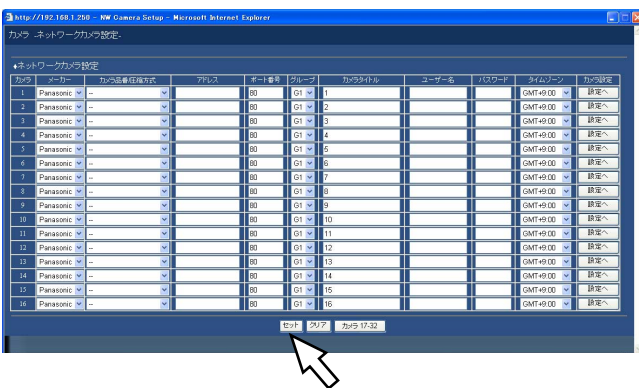 http://192.168.1.250 - NW Camera Setup - Microsoft Internet Explorer
カメラ -ネットワークカメラ設定-
♦ネットワークカメラ設定
カメラ メーカー カメラ品番/圧縮方式 アドレス ポート番号 グループ カメラタイトル ユーザー名 パスワード タイムゾーン カメラ設定
1 Panasonic -- 80 G1 1 GMT+9:00 設定へ
2 Panasonic -- 80 G1 2 GMT+9:00 設定へ
3 Panasonic -- 80 G1 3 GMT+9:00 設定へ
4 Panasonic -- 80 G1 4 GMT+9:00 設定へ
5 Panasonic -- 80 G1 5 GMT+9:00 設定へ
6 Panasonic -- 80 G1 6 GMT+9:00 設定へ
7 Panasonic -- 80 G1 7 GMT+9:00 設定へ
8 Panasonic -- 80 G1 8 GMT+9:00 設定へ
9 Panasonic -- 80 G1 9 GMT+9:00 設定へ
10 Panasonic -- 80 G1 10 GMT+9:00 設定へ
11 Panasonic -- 80 G1 11 GMT+9:00 設定へ
12 Panasonic -- 80 G1 12 GMT+9:00 設定へ
13 Panasonic -- 80 G1 13 GMT+9:00 設定へ
14 Panasonic -- 80 G1 14 GMT+9:00 設定へ
15 Panasonic -- 80 G1 15 GMT+9:00 設定へ
16 Panasonic -- 80 G1 16 GMT+9:00 設定へ
セット クリア カメラ 17-32